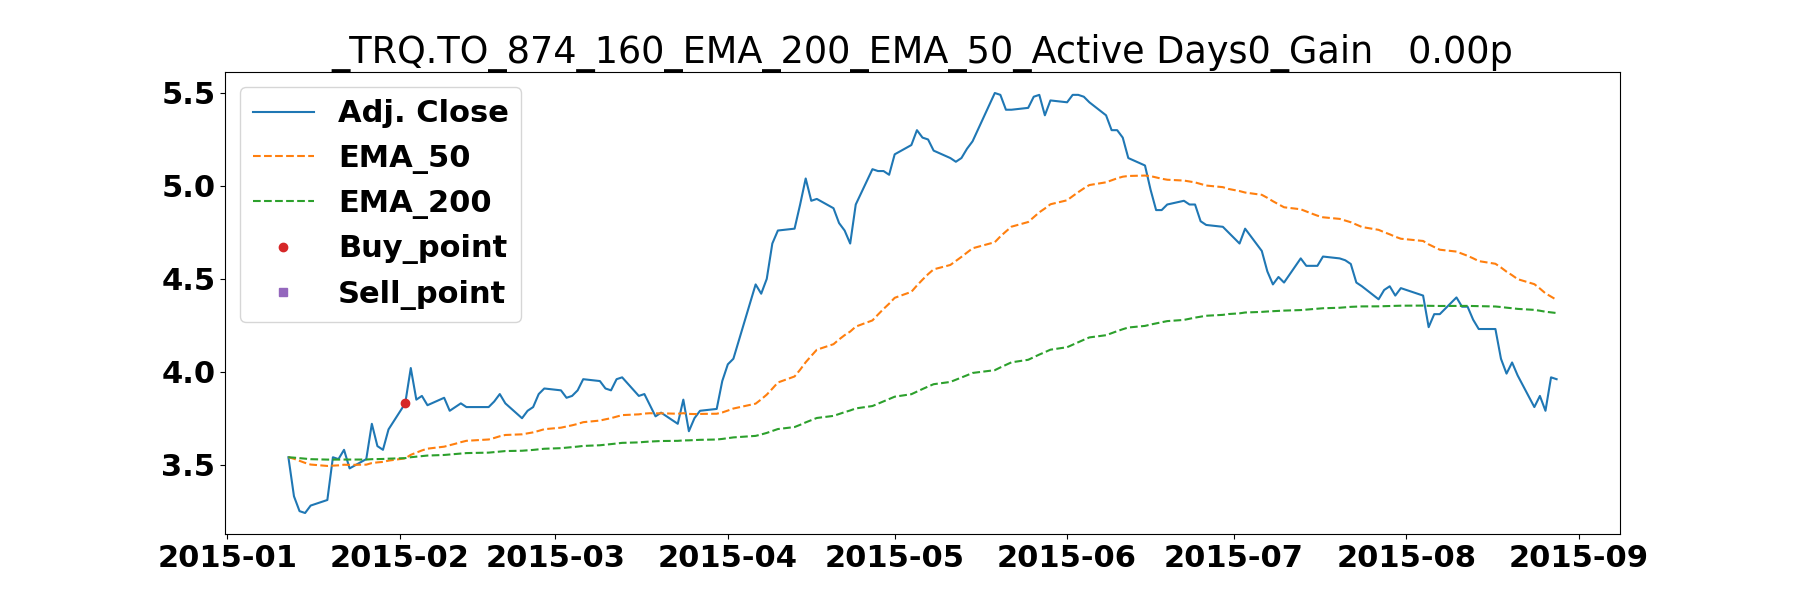 _TRQ.TO_874_160_EMA_200_EMA_50_Active Days0_Gain   0.00p
5.5
5.0
4.5
4.0
3.5
Adj. Close
EMA_50
EMA_200
Buy_point
Sell_point
2015-01 2015-02 2015-03 2015-04 2015-05 2015-06 2015-07 2015-08 2015-09